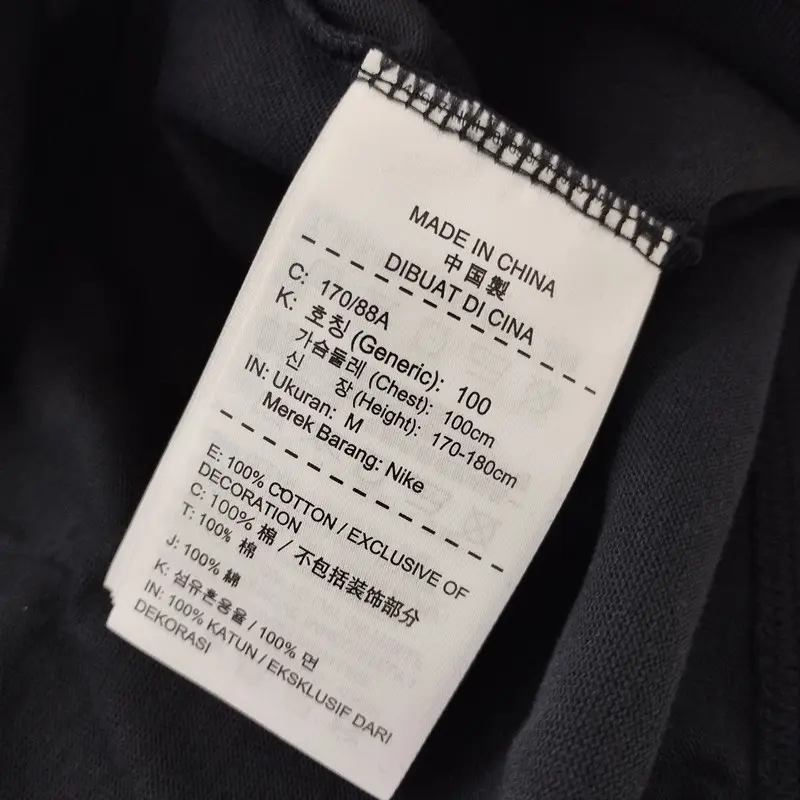 MADE IN CHINA
中国製
DIBUAT DI CINA
C: 170/88A
K: 호칭 (Generic): 100
가슴둘레 (Chest): 100cm
신 장 (Height): 170-180cm
IN: Ukuran: M
Merek Barang: Nike
E: 100% COTTON / EXCLUSIVE OF
DECORATION
C: 100% 棉 / 不包括装饰部分
T: 100% 棉
J: 100% 綿
K: 섬유혼용율 / 100% 면
IN: 100% KATUN / EKSKLUSIF DARI
DEKORASI